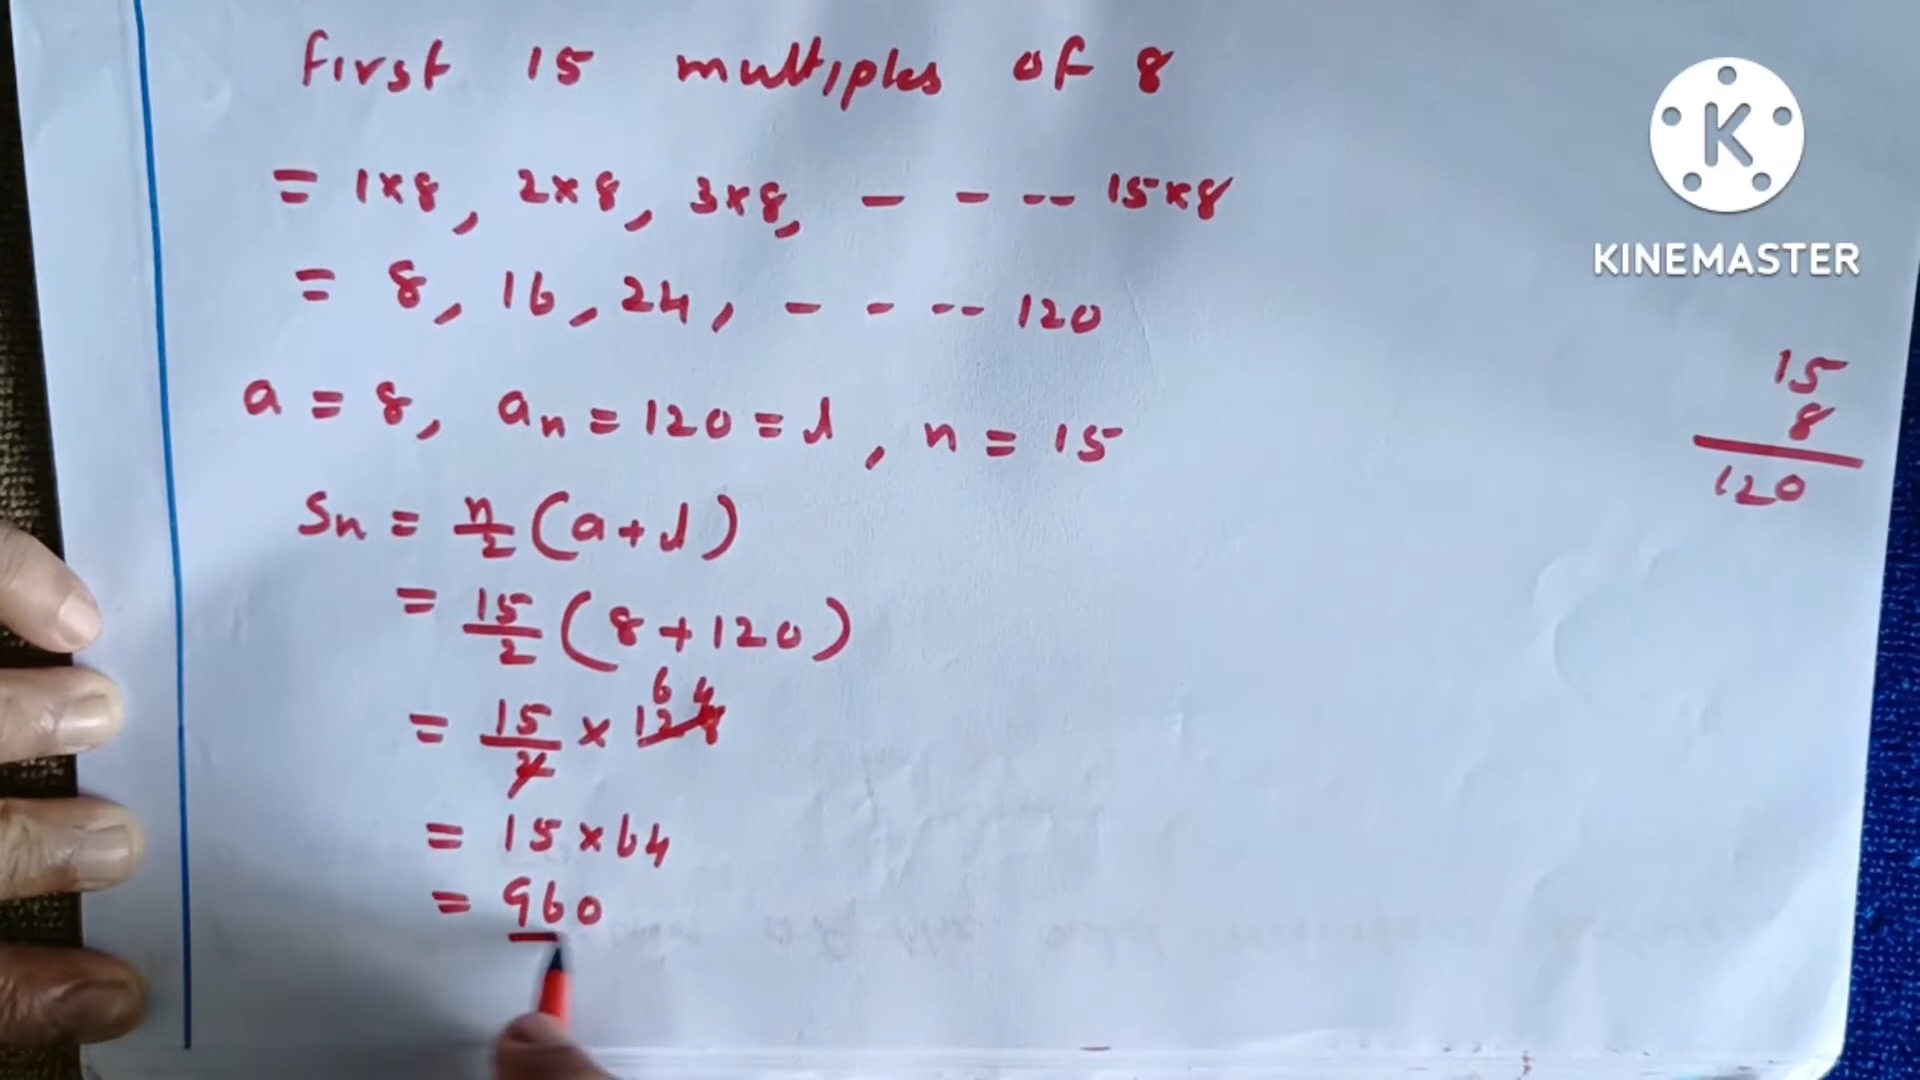 First 15 multiples of 8
= 1×8, 2×8, 3×8, - - -- 15×8
= 8, 16, 24, - - -- 120
a = 8, an = 120 = l, n = 15
Sn = n/2 (a+l)
= 15/2 (8+120)
64
= 15/2 × 128
= 15×64
= 960
15
8
120
K
KINEMASTER